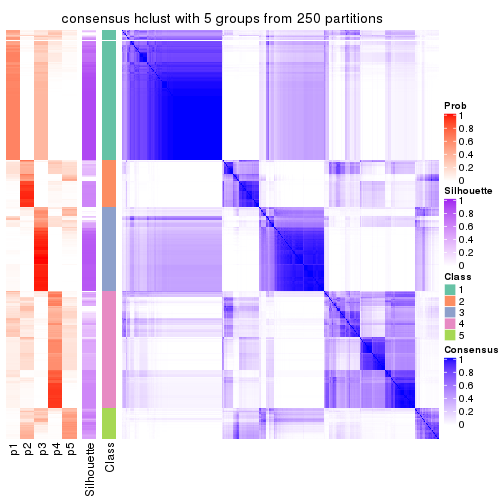 consensus hclust with 5 groups from 250 partitions
Prob
1
0.8
0.6
0.4
0.2
0
Silhouette
1
0.8
0.6
0.4
0.2
0
Class
1
2
3
4
5
Consensus
1
0.8
0.6
0.4
0.2
0
p1
p2
p3
p4
p5
Silhouette
Class